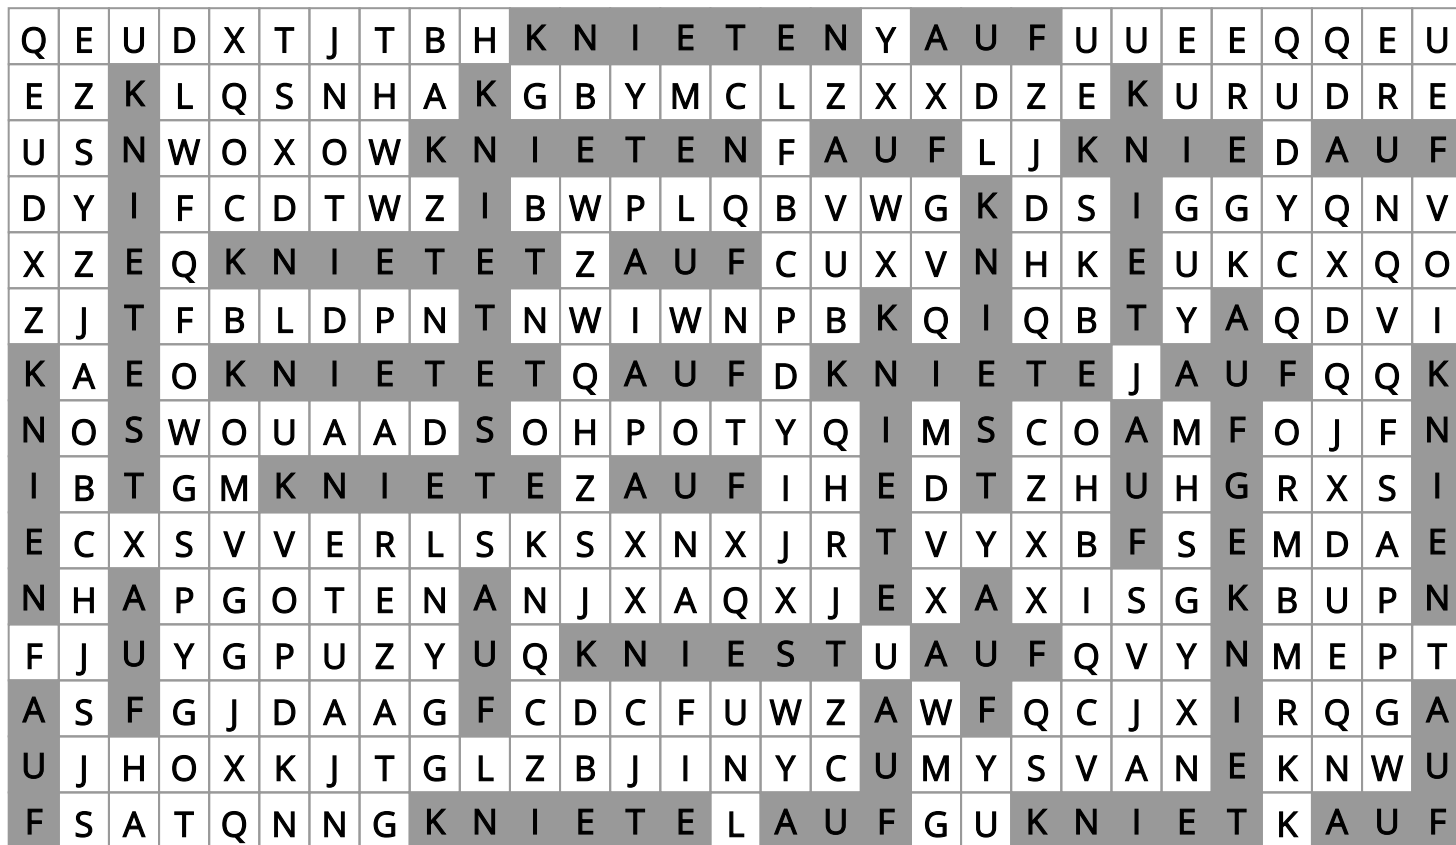 Q E U D X T J T B H K N I E T E N Y A U F U U E E Q Q E U
E Z K L Q S N H A K G B Y M C L Z X X D Z E K U R U D R E
U S N W O X O W K N I E T E N F A U F L J K N I E D A U F
D Y I F C D T W Z I B W P L Q B V W G K D S I G G Y Q N V
X Z E Q K N I E T E T Z A U F C U X V N H K E U K C X Q O
Z J T F B L D P N T N W I W N P B K Q I Q B T Y A Q D V I
K A E O K N I E T E T Q A U F D K N I E T E J A U F Q Q K
N O S W O U A A D S O H P O T Y Q I M S C O A M F O J F N
I B T G M K N I E T E Z A U F I H E D T Z H U H G R X S I
E C X S V V E R L S K S X N X J R T V Y X B F S E M D A E
N H A P G O T E N A N J X A Q X J E X A X I S G K B U P N
F J U Y G P U Z Y U Q K N I E S T U A U F Q V Y N M E P T
A S F G J D A A G F C D C F U W Z A W F Q C J X I R Q G A
U J H O X K J T G L Z B J I N Y C U M Y S V A N E K N W U
F S A T Q N N G K N I E T E L A U F G U K N I E T K A U F